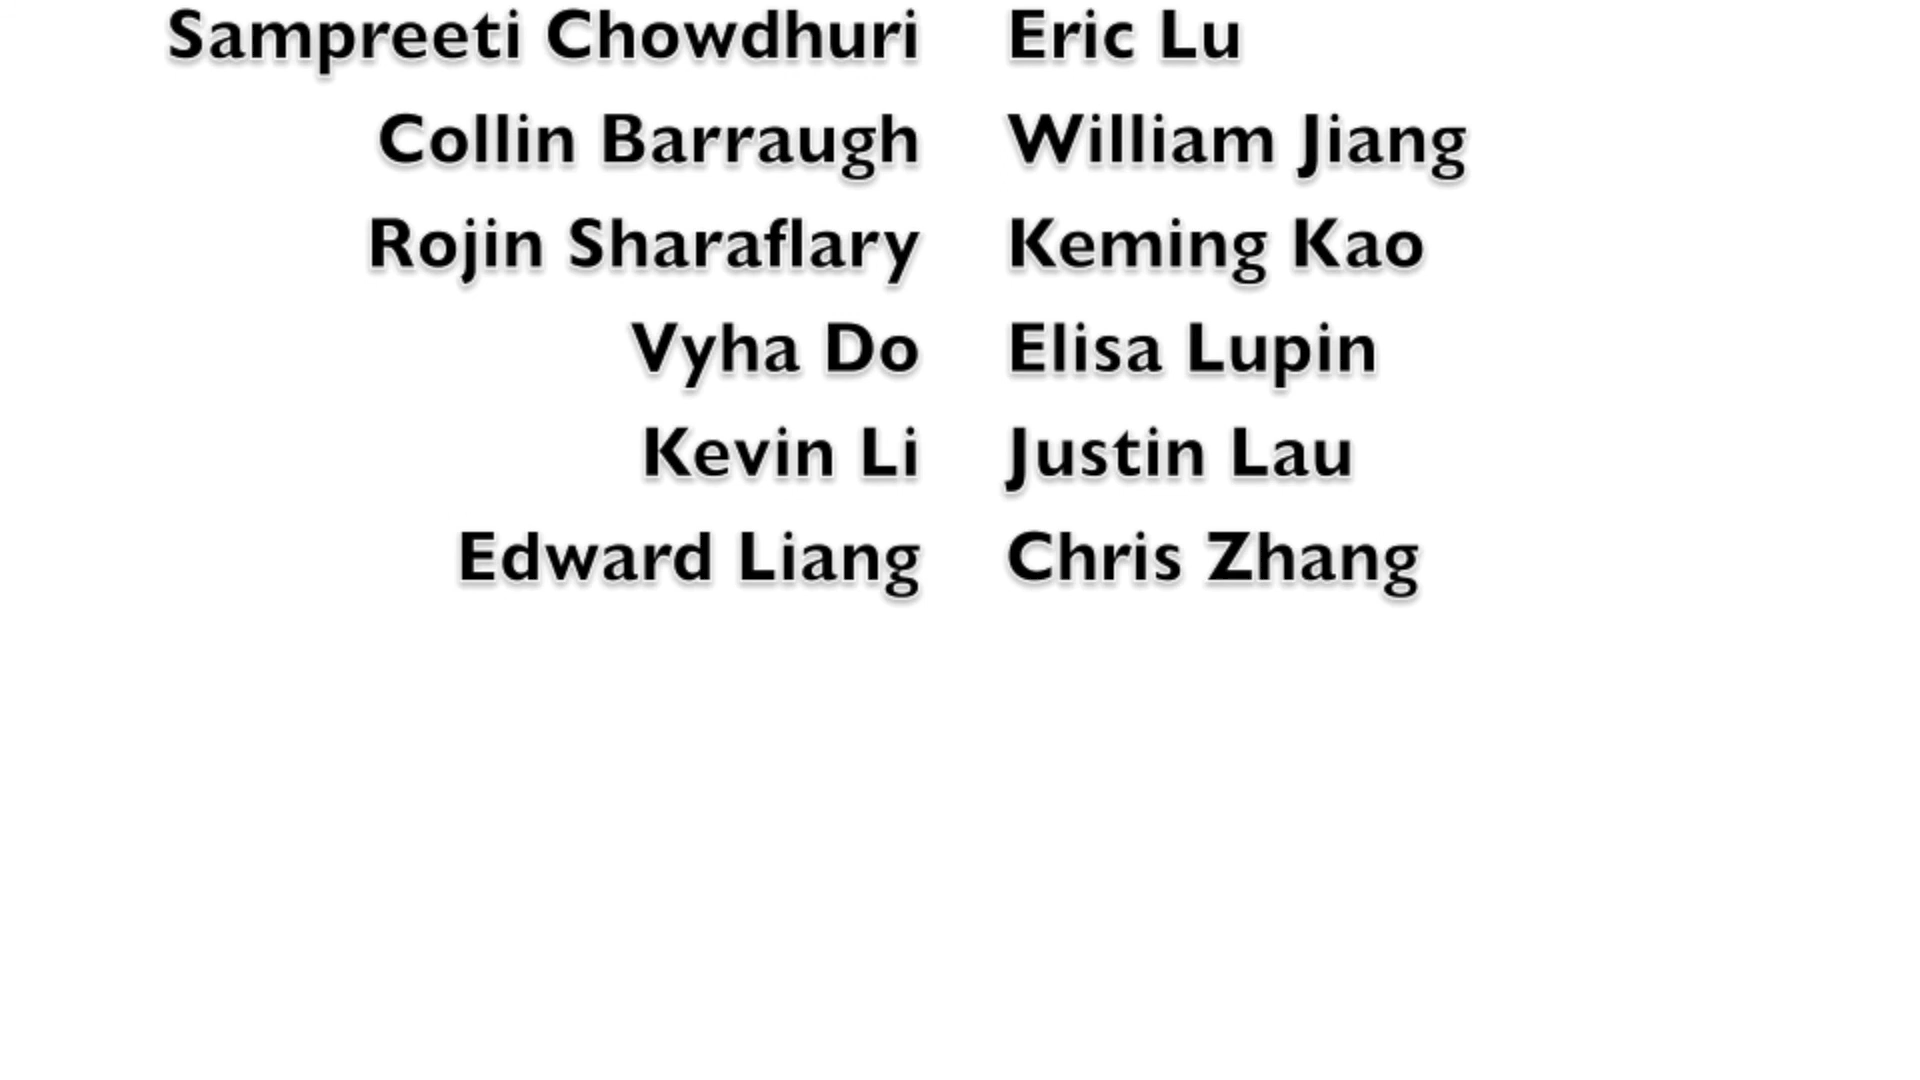 Sampreeti Chowdhuri Eric Lu
Collin Barraugh William Jiang
Rojin Sharaflary Keming Kao
Vyha Do Elisa Lupin
Kevin Li Justin Lau
Edward Liang Chris Zhang